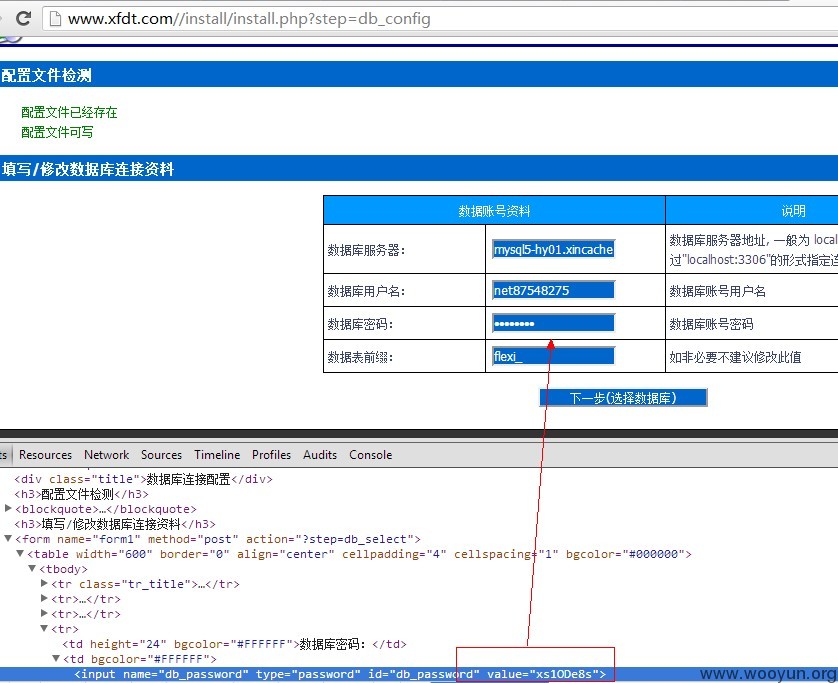 www.xfdt.com//install/install.php?step=db_config
配置文件检测
配置文件已经存在
配置文件可写
填写/修改数据库连接资料
数据账号资料 说明
数据库服务器: mysql5-hy01.xincache 数据库服务器地址, 一般为 local
过"localhost:3306"的形式指定连
数据库用户名: net87548275 数据库账号用户名
数据库密码: •••••••• 数据库账号密码
数据表前缀: flexi_ 如非必要不建议修改此值
下一步(选择数据库)
ts Resources Network Sources Timeline Profiles Audits Console
<div class="title">数据库连接配置</div>
<h3>配置文件检测</h3>
▶<blockquote>…</blockquote>
<h3>填写/修改数据库连接资料</h3>
▼<form name="form1" method="post" action="?step=db_select">
▼<table width="600" border="0" align="center" cellpadding="4" cellspacing="1" bgcolor="#000000">
▼<tbody>
▶<tr class="tr_title">…</tr>
▶<tr>…</tr>
▶<tr>…</tr>
▼<tr>
<td height="24" bgcolor="#FFFFFF">数据库密码: </td>
▼<td bgcolor="#FFFFFF">
<input name="db_password" type="password" id="db_password" value="xs1ODe8s">
www.wooyun.org